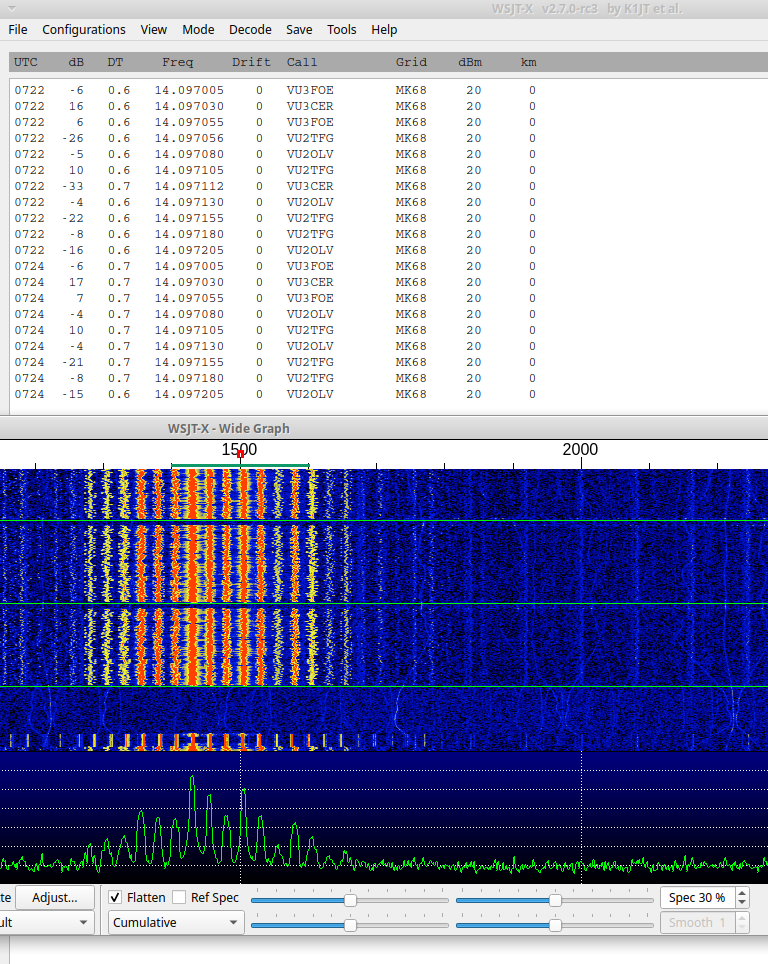 WSJT-X v2.7.0-rc3 by K1JT et al.
File Configurations View Mode Decode Save Tools Help
UTC dB DT Freq Drift Call Grid dBm km
0722 -6 0.6 14.097005 0 VU3FOE MK68 20 0
0722 16 0.6 14.097030 0 VU3CER MK68 20 0
0722 6 0.6 14.097055 0 VU3FOE MK68 20 0
0722 -26 0.6 14.097056 0 VU2TFG MK68 20 0
0722 -5 0.6 14.097080 0 VU2OLV MK68 20 0
0722 10 0.6 14.097105 0 VU2TFG MK68 20 0
0722 -33 0.7 14.097112 0 VU3CER MK68 20 0
0722 -4 0.6 14.097130 0 VU2OLV MK68 20 0
0722 -22 0.6 14.097155 0 VU2TFG MK68 20 0
0722 -8 0.6 14.097180 0 VU2TFG MK68 20 0
0722 -16 0.6 14.097205 0 VU2OLV MK68 20 0
0724 -6 0.7 14.097005 0 VU3FOE MK68 20 0
0724 17 0.7 14.097030 0 VU3CER MK68 20 0
0724 7 0.7 14.097055 0 VU3FOE MK68 20 0
0724 -4 0.7 14.097080 0 VU2OLV MK68 20 0
0724 10 0.7 14.097105 0 VU2TFG MK68 20 0
0724 -4 0.7 14.097130 0 VU2OLV MK68 20 0
0724 -21 0.7 14.097155 0 VU2TFG MK68 20 0
0724 -8 0.7 14.097180 0 VU2TFG MK68 20 0
0724 -15 0.6 14.097205 0 VU2OLV MK68 20 0
WSJT-X - Wide Graph
1500 2000
te Adjust... Flatten Ref Spec Spec 30 %
ult Cumulative Smooth 1